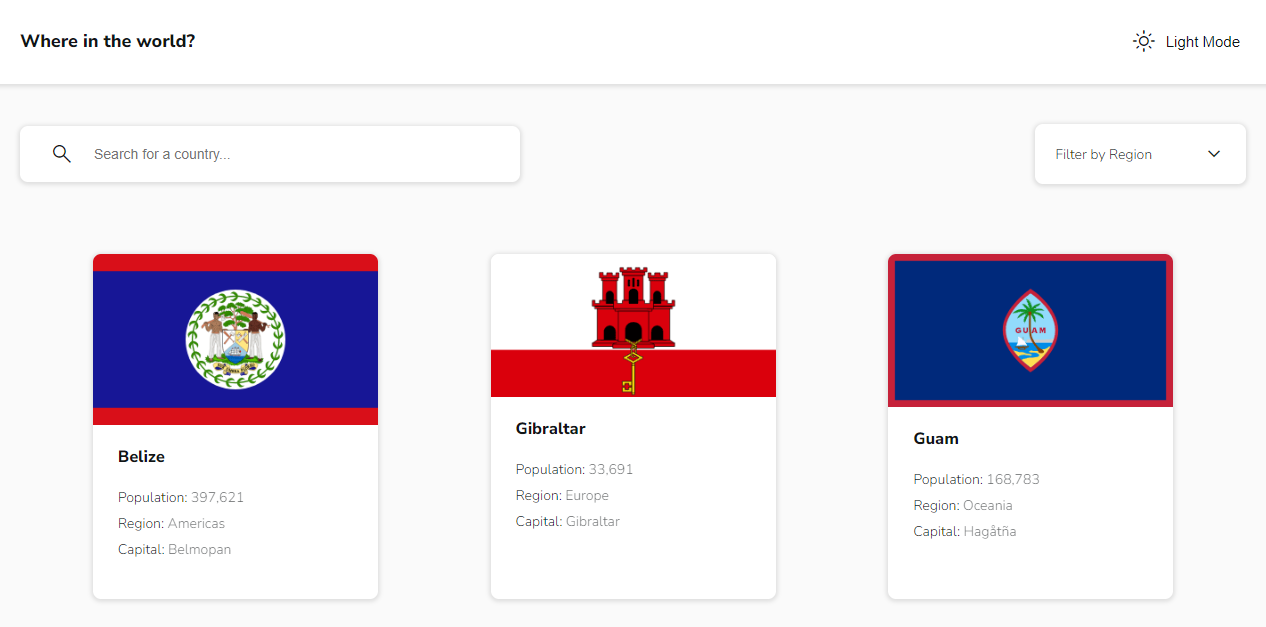 Where in the world?
Light Mode
Search for a country...
Filter by Region
GUAM
Belize
Population: 397,621
Region: Americas
Capital: Belmopan
Gibraltar
Population: 33,691
Region: Europe
Capital: Gibraltar
Guam
Population: 168,783
Region: Oceania
Capital: Hagåtña